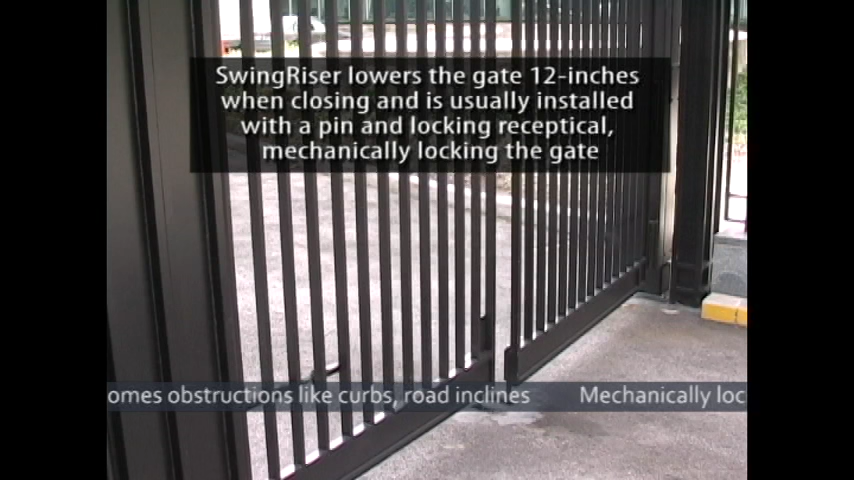 SwingRiser lowers the gate 12-inches
when closing and is usually installed
with a pin and locking receptical,
mechanically locking the gate
omes obstructions like curbs, road inclines Mechanically loc